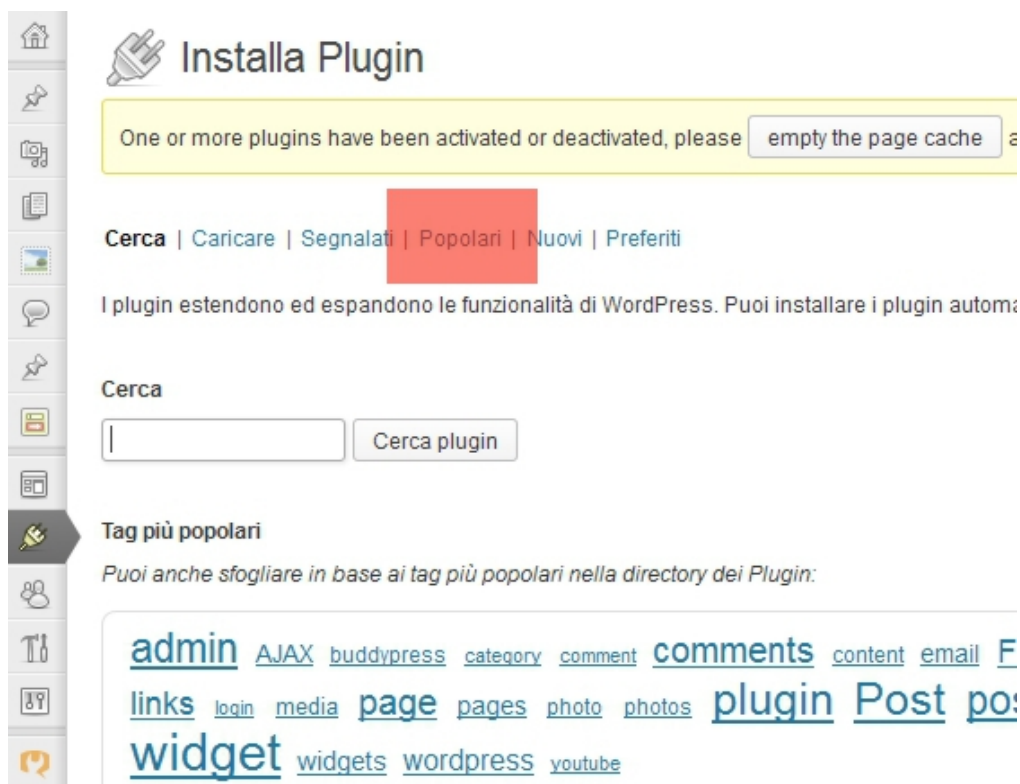 Installa Plugin
One or more plugins have been activated or deactivated, please empty the page cache a
Cerca | Caricare | Segnalati | Popolari | Nuovi | Preferiti
I plugin estendono ed espandono le funzionalità di WordPress. Puoi installare i plugin automa
Cerca
Cerca plugin
Tag più popolari
Puoi anche sfogliare in base ai tag più popolari nella directory dei Plugin:
admin AJAX buddypress category comment comments content email F
links login media page pages photo photos plugin Post pos
widget widgets wordpress youtube